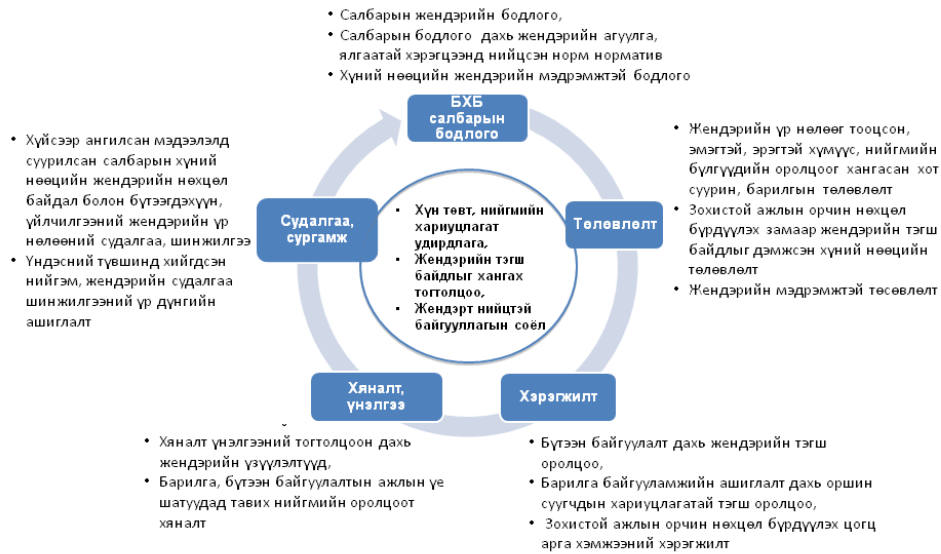 • Салбарын жендэрийн бодлого,
• Салбарын бодлого дахь жендэрийн агуулга,
ялгаатай хэрэгцээнд нийцсэн норм норматив
• Хүний нөөцийн жендэрийн мэдрэмжтэй бодлого
БХБ
салбарын
бодлого
• Жендэрийн үр нөлөөг тооцсон,
эмэгтэй, эрэгтэй хүмүүс, нийгмийн
бүлгүүдийн оролцоог хангасан хот
суурин, барилгын төлөвлөлт
• Зохистой ажлын орчин нөхцөл
бүрдүүлэх замаар жендэрийн тэгш
байдлыг дэмжсэн хүний нөөцийн
төлөвлөлт
• Жендэрийн мэдрэмжтэй төсөвлөлт
Төлөвлөлт
• Хүйсээр ангилсан мэдээлэлд
суурилсан салбарын хүний
нөөцийн жендэрийн нөхцөл
байдал болон бүтээгдэхүүн,
үйлчилгээний жендэрийн үр
нөлөөний судалгаа, шинжилгээ
• Үндэсний түвшинд хийгдсэн
нийгэм, жендэрийн судалгаа
шинжилгээний үр дүнгийн
ашиглалт
Судалгаа,
сургамж
• Хүн төвт, нийгмийн
хариуцлагат
удирдлага,
• Жендэрийн тэгш
байдлыг хангах
тогтолцоо,
• Жендэрт нийцтэй
байгууллагын соёл
Хяналт,
үнэлгээ
Хэрэгжилт
• Хяналт үнэлгээний тогтолцоон дахь
жендэрийн үзүүлэлтүүд,
• Барилга, бүтээн байгуулалтын ажлын үе
шатуудад тавих нийгмийн оролцоот
хяналт
• Бүтээн байгуулалт дахь жендэрийн тэгш
оролцоо,
• Барилга байгууламжийн ашиглалт дахь оршин
суугчдын хариуцлагатай тэгш оролцоо,
• Зохистой ажлын орчин нөхцөл бүрдүүлэх цогц
арга хэмжээний хэрэгжилт